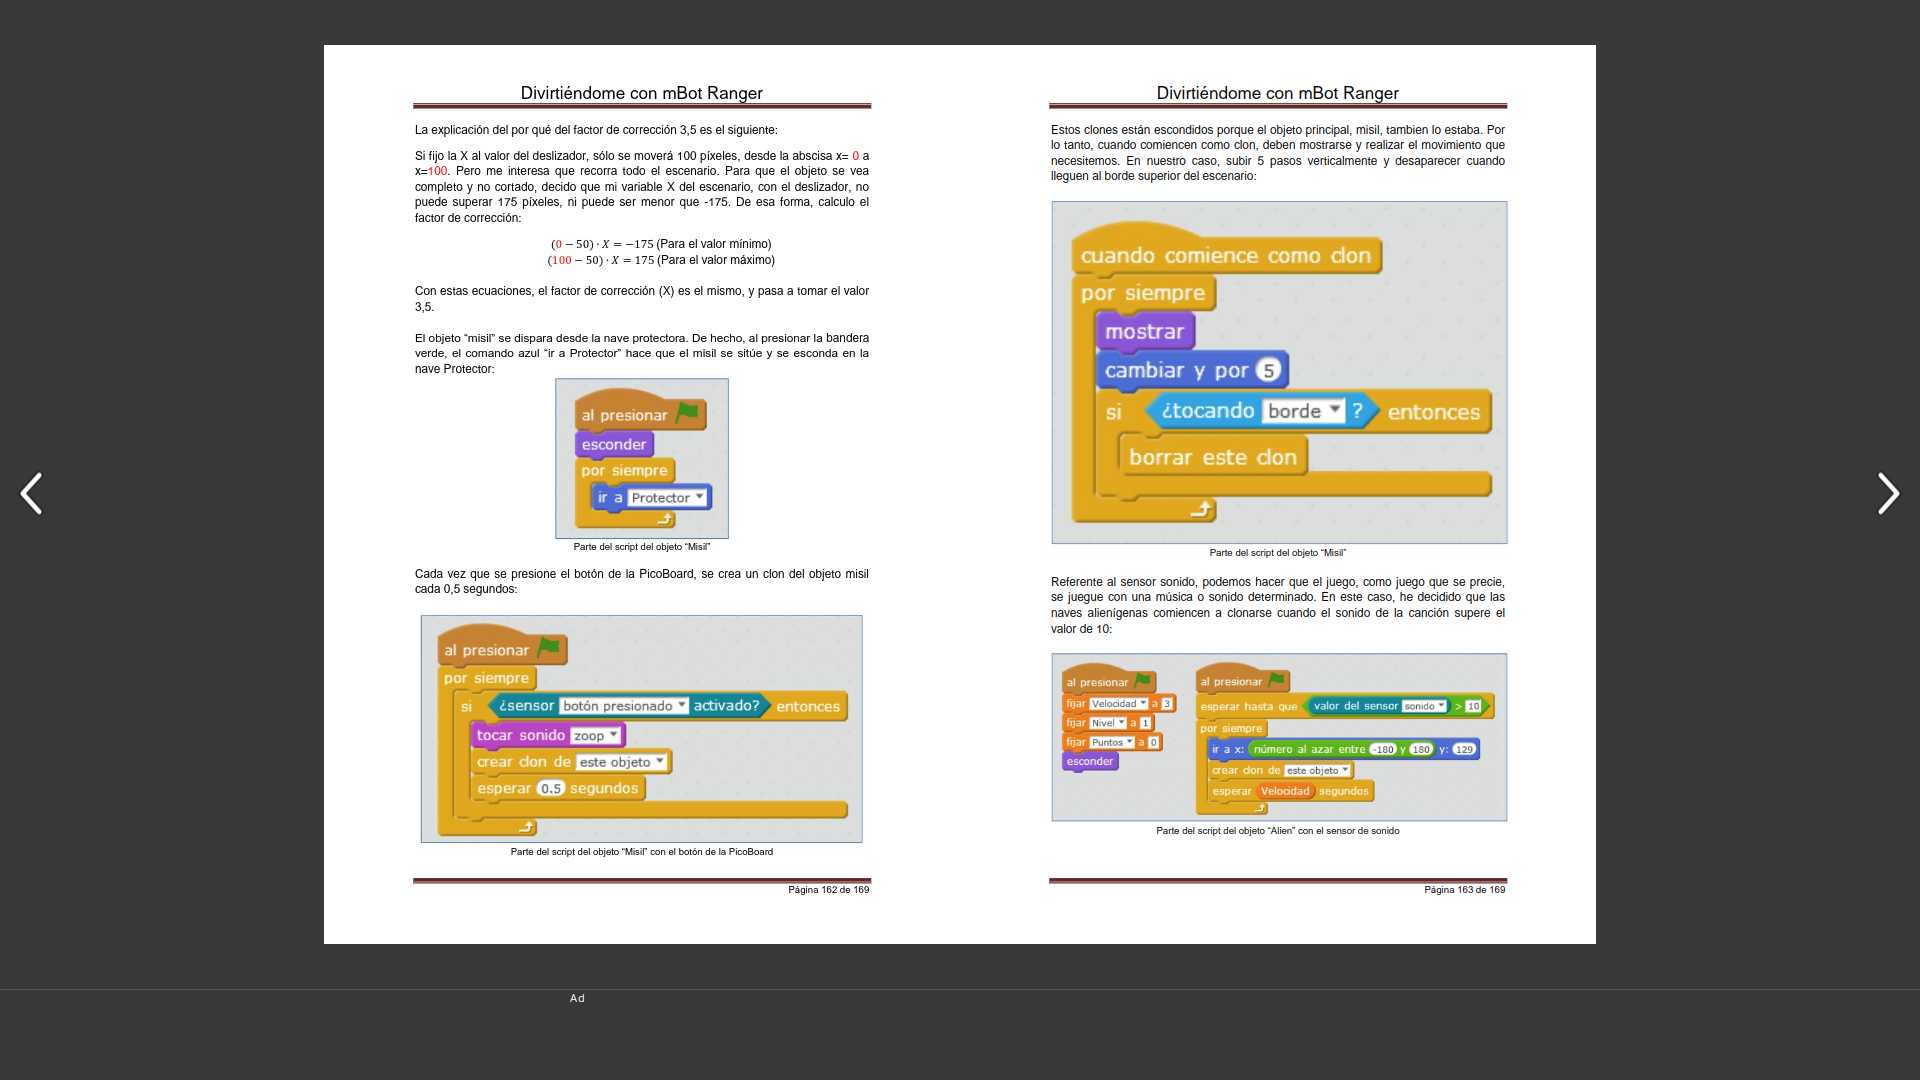 Divirtiéndome con mBot Ranger
La explicación del por qué del factor de corrección 3,5 es el siguiente:
Si fijo la X al valor del deslizador, sólo se moverá 100 píxeles, desde la abscisa x= 0 a
x=100. Pero me interesa que recorra todo el escenario. Para que el objeto se vea
completo y no cortado, decido que mi variable X del escenario, con el deslizador, no
puede superar 175 píxeles, ni puede ser menor que -175. De esa forma, calculo el
factor de corrección:
(0 − 50) · X = −175 (Para el valor mínimo)
(100 − 50) · X = 175 (Para el valor máximo)
Con estas ecuaciones, el factor de corrección (X) es el mismo, y pasa a tomar el valor
3,5.
El objeto “misil” se dispara desde la nave protectora. De hecho, al presionar la bandera
verde, el comando azul “ir a Protector” hace que el misil se sitúe y se esconda en la
nave Protector:
al presionar
esconder
por siempre
ir a Protector
Parte del script del objeto “Misil”
Cada vez que se presione el botón de la PicoBoard, se crea un clon del objeto misil
cada 0,5 segundos:
al presionar
por siempre
si ¿sensor botón presionado activado? entonces
tocar sonido zoop
crear clon de este objeto
esperar 0.5 segundos
Parte del script del objeto “Misil” con el botón de la PicoBoard
Página 162 de 169
Divirtiéndome con mBot Ranger
Estos clones están escondidos porque el objeto principal, misil, tambien lo estaba. Por
lo tanto, cuando comiencen como clon, deben mostrarse y realizar el movimiento que
necesitemos. En nuestro caso, subir 5 pasos verticalmente y desaparecer cuando
lleguen al borde superior del escenario:
cuando comience como clon
por siempre
mostrar
cambiar y por 5
si ¿tocando borde ? entonces
borrar este clon
Parte del script del objeto “Misil”
Referente al sensor sonido, podemos hacer que el juego, como juego que se precie,
se juegue con una música o sonido determinado. En este caso, he decidido que las
naves alienígenas comiencen a clonarse cuando el sonido de la canción supere el
valor de 10:
al presionar
fijar Velocidad a 3
fijar Nivel a 1
fijar Puntos a 0
esconder
al presionar
esperar hasta que valor del sensor sonido > 10
por siempre
ir a x: número al azar entre -180 y 180 y: 129
crear clon de este objeto
esperar Velocidad segundos
Parte del script del objeto “Alien” con el sensor de sonido
Página 163 de 169
Ad